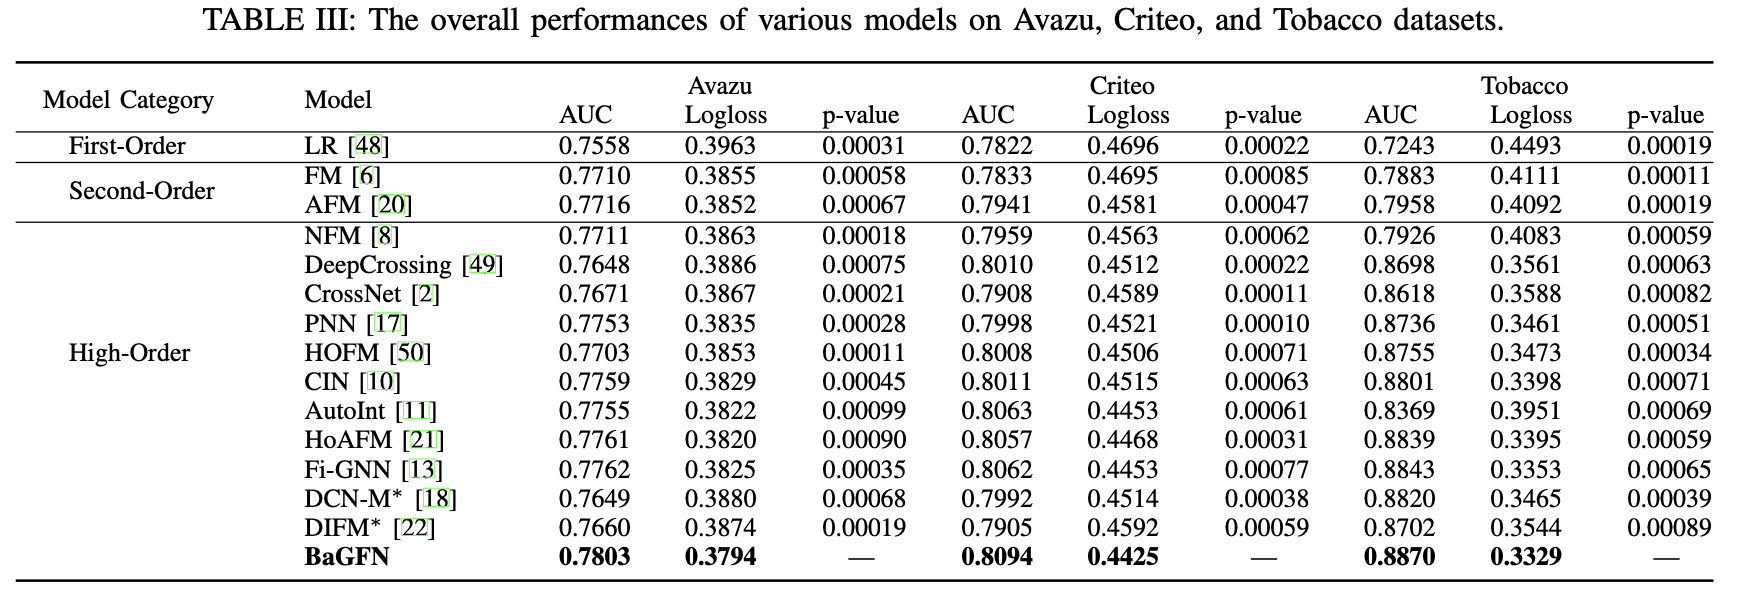 TABLE III: The overall performances of various models on Avazu, Criteo, and Tobacco datasets.
Model Category Model Avazu Criteo Tobacco
AUC Logloss p-value AUC Logloss p-value AUC Logloss p-value
First-Order LR [48] 0.7558 0.3963 0.00031 0.7822 0.4696 0.00022 0.7243 0.4493 0.00019
Second-Order FM [6] 0.7710 0.3855 0.00058 0.7833 0.4695 0.00085 0.7883 0.4111 0.00011
AFM [20] 0.7716 0.3852 0.00067 0.7941 0.4581 0.00047 0.7958 0.4092 0.00019
High-Order NFM [8] 0.7711 0.3863 0.00018 0.7959 0.4563 0.00062 0.7926 0.4083 0.00059
DeepCrossing [49] 0.7648 0.3886 0.00075 0.8010 0.4512 0.00022 0.8698 0.3561 0.00063
CrossNet [2] 0.7671 0.3867 0.00021 0.7908 0.4589 0.00011 0.8618 0.3588 0.00082
PNN [17] 0.7753 0.3835 0.00028 0.7998 0.4521 0.00010 0.8736 0.3461 0.00051
HOFM [50] 0.7703 0.3853 0.00011 0.8008 0.4506 0.00071 0.8755 0.3473 0.00034
CIN [10] 0.7759 0.3829 0.00045 0.8011 0.4515 0.00063 0.8801 0.3398 0.00071
AutoInt [11] 0.7755 0.3822 0.00099 0.8063 0.4453 0.00061 0.8369 0.3951 0.00069
HoAFM [21] 0.7761 0.3820 0.00090 0.8057 0.4468 0.00031 0.8839 0.3395 0.00059
Fi-GNN [13] 0.7762 0.3825 0.00035 0.8062 0.4453 0.00077 0.8843 0.3353 0.00065
DCN-M* [18] 0.7649 0.3880 0.00068 0.7992 0.4514 0.00038 0.8820 0.3465 0.00039
DIFM* [22] 0.7660 0.3874 0.00019 0.7905 0.4592 0.00059 0.8702 0.3544 0.00089
BaGFN 0.7803 0.3794 — 0.8094 0.4425 — 0.8870 0.3329 —